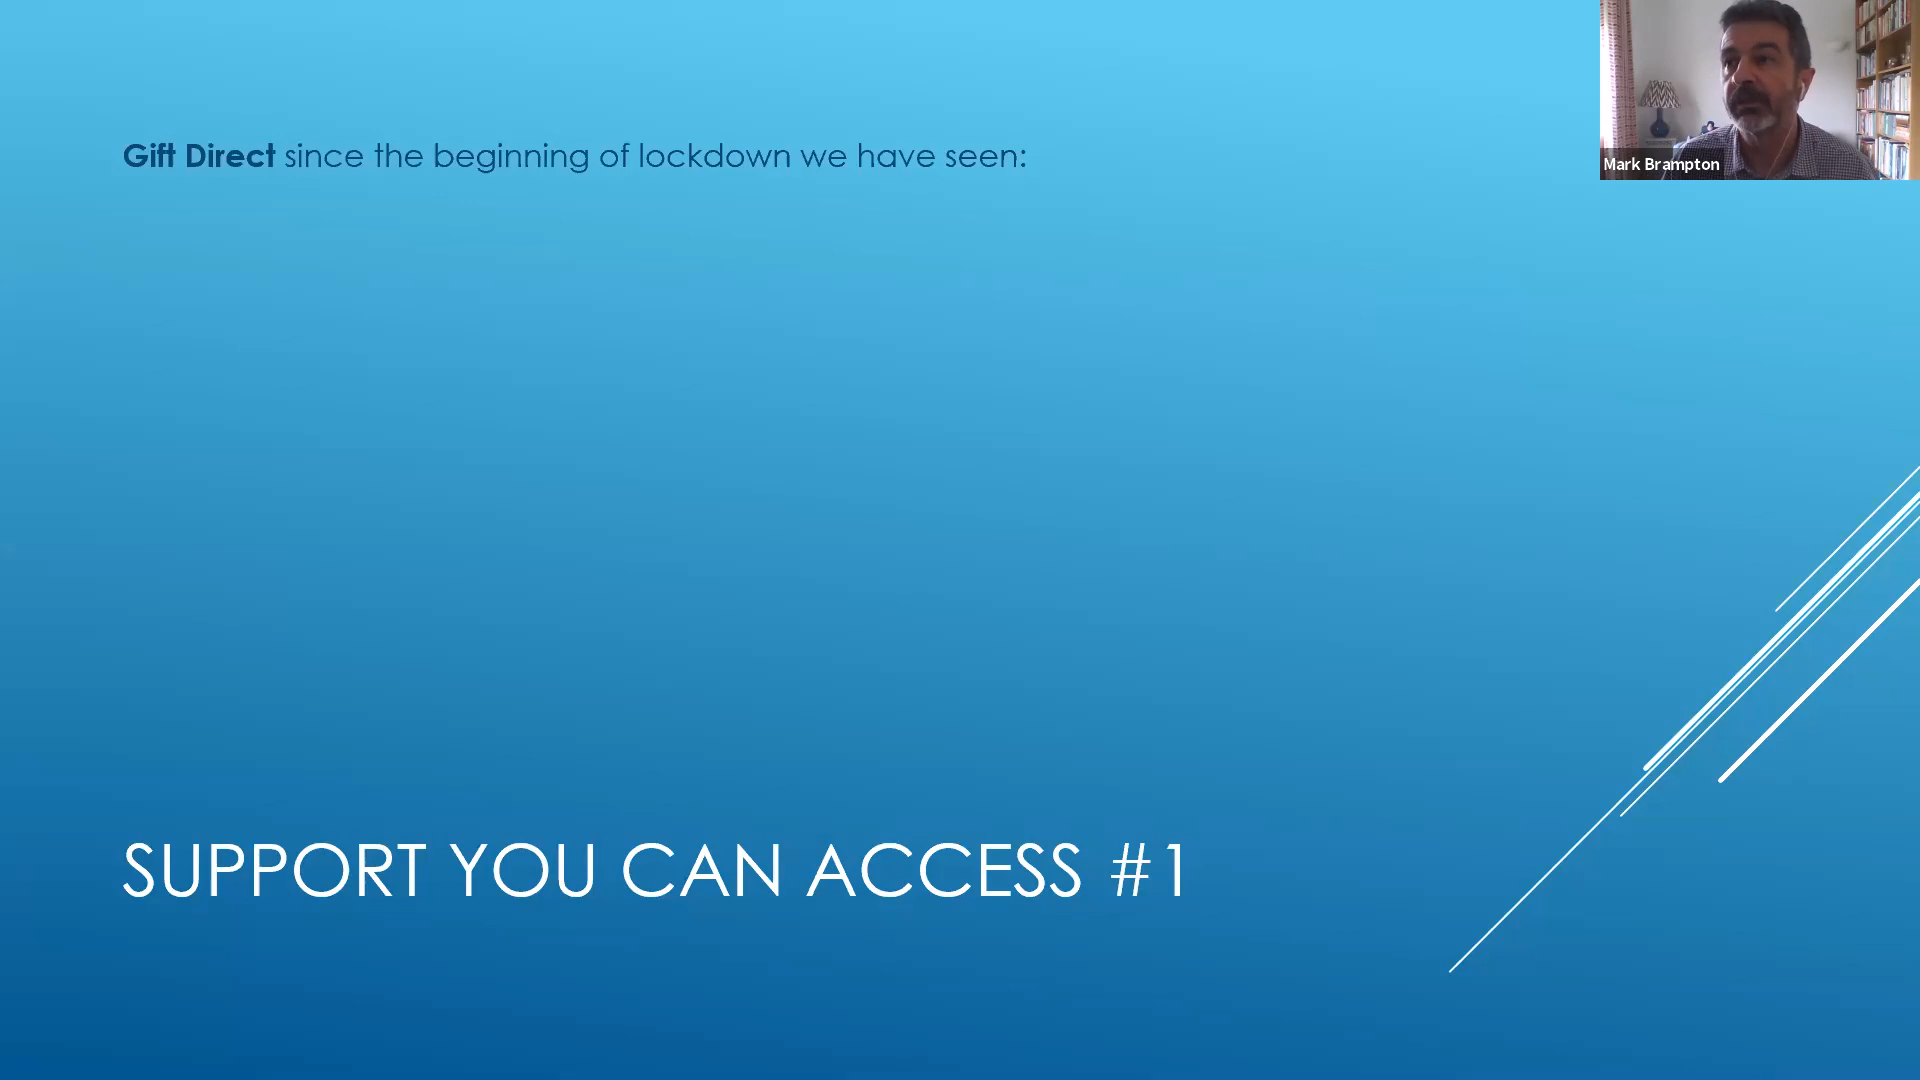 Gift Direct since the beginning of lockdown we have seen:
Mark Brampton
SUPPORT YOU CAN ACCESS #1